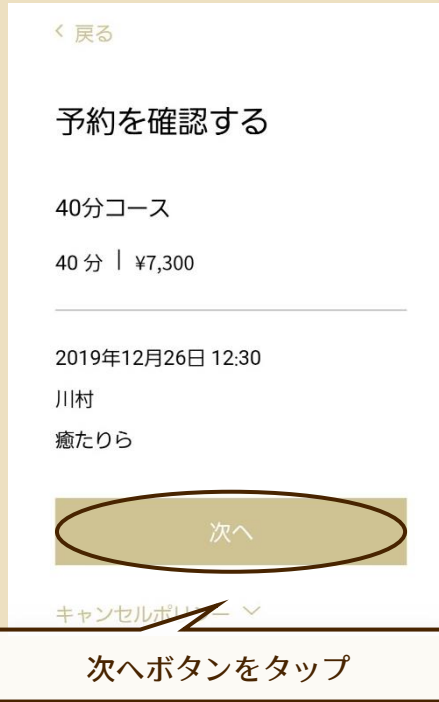 < 戻る
予約を確認する
40分コース
40 分 | ¥7,300
2019年12月26日 12:30
川村
癒たりら
次へ
キャンセルポリシー
次へボタンをタップ